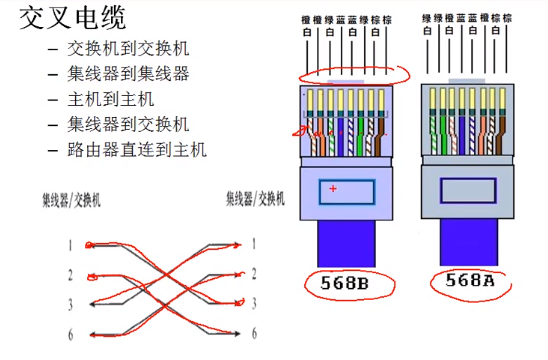 交叉电缆
– 交换机到交换机
– 集线器到集线器
– 主机到主机
– 集线器到交换机
– 路由器直连到主机
集线器/交换机
集线器/交换机
1 1
2 2
3 3
6 6
橙 橙 绿 蓝 蓝 绿 棕 棕
白 白 白 白
568B
绿 绿 橙 蓝 蓝 橙 棕 棕
白 白 白 白
568A